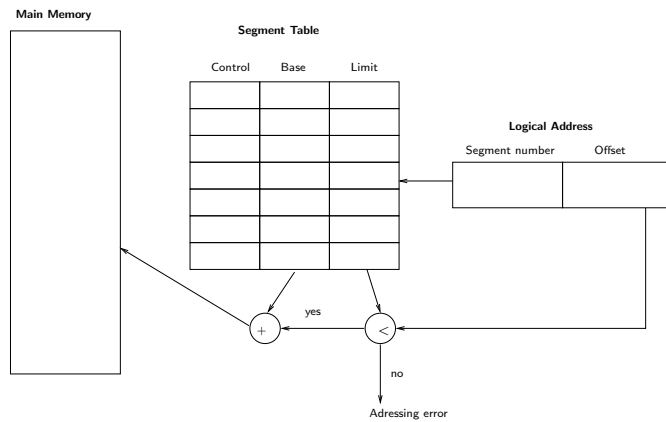 Main Memory
Segment Table
Control Base Limit
Logical Address
Segment number Offset
yes
+
<
no
Adressing error